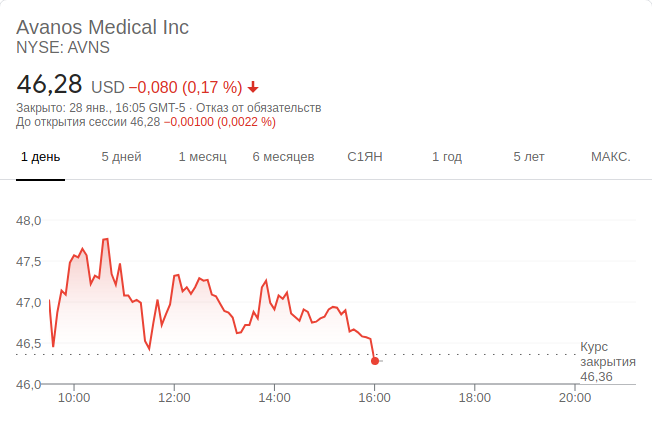 Avanos Medical Inc
NYSE: AVNS
46,28 USD −0,080 (0,17 %)
Закрыто: 28 янв., 16:05 GMT-5 · Отказ от обязательств
До открытия сессии 46,28 −0,00100 (0,0022 %)
1 день 5 дней 1 месяц 6 месяцев С1ЯН 1 год 5 лет МАКС.
48,0
47,5
47,0
46,5
Курс
закрытия
46,36
46,0
10:00 12:00 14:00 16:00 18:00 20:00